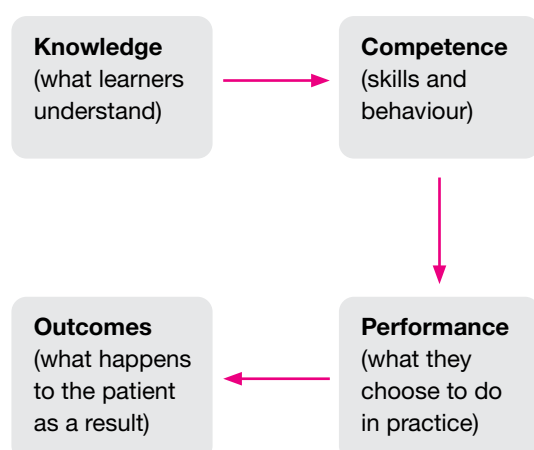 Knowledge
(what learners
understand)
Competence
(skills and
behaviour)
Outcomes
(what happens
to the patient
as a result)
Performance
(what they
choose to do
in practice)